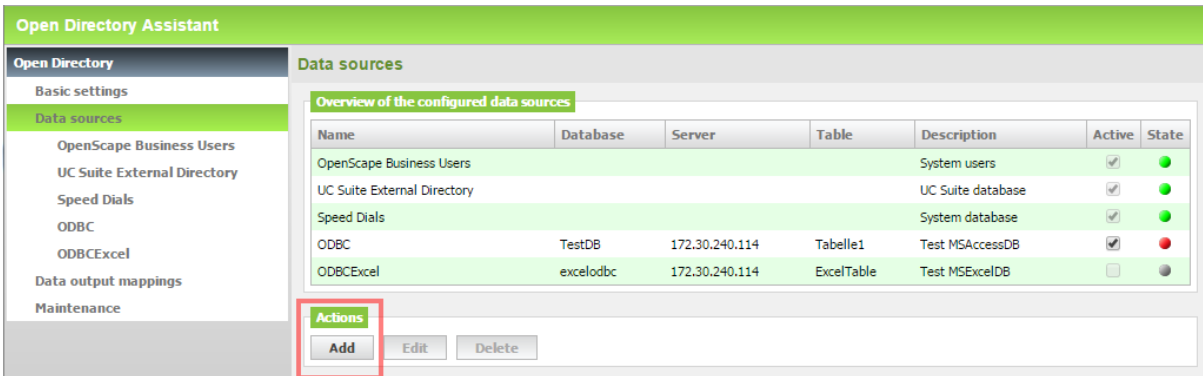 Open Directory Assistant
Open Directory
Basic settings
Data sources
OpenScape Business Users
UC Suite External Directory
Speed Dials
ODBC
ODBCExcel
Data output mappings
Maintenance
Data sources
Overview of the configured data sources
Name Database Server Table Description Active State
OpenScape Business Users System users
UC Suite External Directory UC Suite database
Speed Dials System database
ODBC TestDB 172.30.240.114 Tabelle1 Test MSAccessDB
ODBCExcel excelodbc 172.30.240.114 ExcelTable Test MSExcelDB
Actions
Add Edit Delete